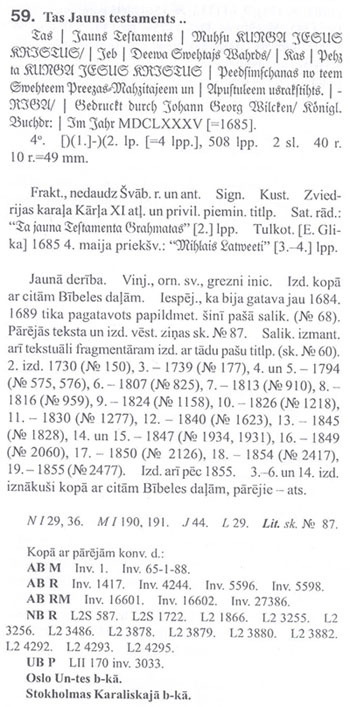 59. Tas Jauns testaments ..
Tas | Jauns Testaments | Muhsu KUNGA JESUS
KRISTUS/ | Jeb | Deewa Swehtajs Wahrds/ | Kas | Pehz
ta KUNGA JESUS KRISTUS | Peedsimschanas no teem
Swehteem Preezas-Mahzitajeem un | Apustuleem usrakstihts. | -
RIGA/ | Gedruckt durch Johann Georg Wilcken/ Königl.
Buchdr: | Im Jahr MDCLXXXV [=1685].
4°. [)(1.]-)(2. lp. [=4 lpp.], 508 lpp. 2 sl. 40 r.
10 r.=49 mm.
Frakt., nedaudz Švāb. r. un ant. Sign. Kust. Zvied-
rijas karaļa Kārļa XI atļ. un privil. piemin. titlp. Sat. rād.:
"Ta jauna Testamenta Grahmatas" [2.] lpp. Tulkot. [E. Gli-
ka] 1685 4. maija priekšv.: "Mihlais Latweeti" [3.-4.] lpp.
Jaunā derība. Vinj., orn. sv., grezni inic. Izd. kopā
ar citām Bībeles daļām. Iespēj., ka bija gatava jau 1684.
1689 tika pagatavots papildmet. šinī pašā salik. (№ 68).
Pārējās teksta un izd. vēst. ziņas sk. № 87. Salik. izmant.
arī tekstuāli fragmentāram izd. ar tādu pašu titlp. (sk. № 60).
2. izd. 1730 (№ 150), 3. – 1739 (№ 177), 4. un 5. – 1794
(№ 575, 576), 6. – 1807 (№ 825), 7. – 1813 (№ 910), 8. –
1816 (№ 959), 9. – 1824 (№ 1158), 10. – 1826 (№ 1218),
11. – 1830 (№ 1277), 12. – 1840 (№ 1623), 13. – 1845
(№ 1828), 14. un 15. – 1847 (№ 1934, 1931), 16. – 1849
(№ 2060), 17. – 1850 (№ 2126), 18. – 1854 (№ 2417),
19. – 1855 (№ 2477). Izd. arī pēc 1855. 3.–6. un 14. izd.
iznākuši kopā ar citām Bībeles daļām, pārējie – ats.
N I 29, 36. M I 190, 191. J 44. L 29. Lit. sk. № 87.
Kopā ar pārējām konv. d.:
AB M Inv. 1. Inv. 65-1-88.
AB R Inv. 1417. Inv. 4244. Inv. 5596. Inv. 5598.
AB RM Inv. 16601. Inv. 16602. Inv. 27386.
NB R L2S 587. L2S 1722. L2 1866. L2 3255. L2
3256. L2 3486. L2 3878. L2 3879. L2 3880. L2 3882.
L2 4292. L2 4293. L2 4295.
UB P LII 170 inv. 3033.
Oslo Un-tes b-kā.
Stokholmas Karaliskajā b-kā.